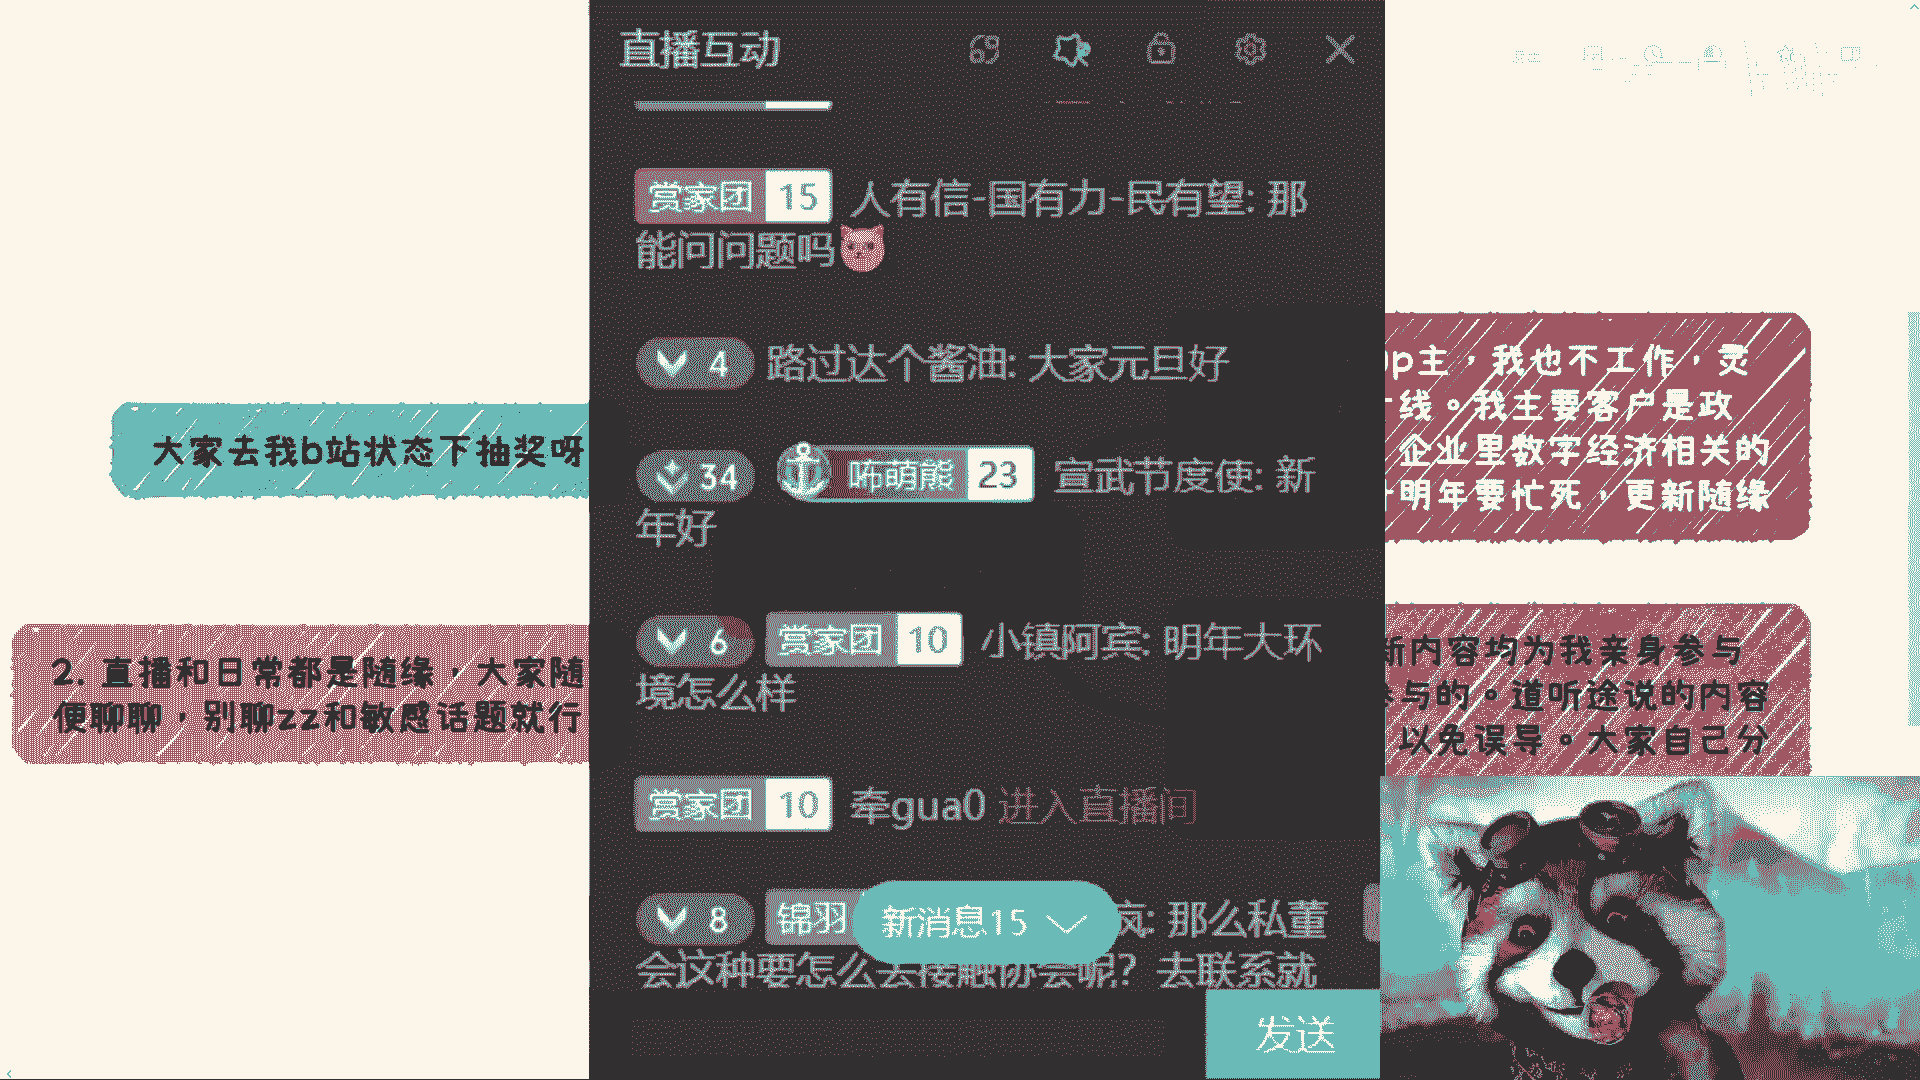 直播互动
赏家团 15 人有信-国有力-民有望: 那
能问问题吗
4 路过达个酱油: 大家元旦好
34 咘萌熊 23 宣武节度使: 新
年好
6 赏家团 10 小镇阿宾: 明年大环
境怎么样
赏家团 10 牵gua0 进入直播间
8 锦羽 岚: 那么私董
会这种要怎么去接触协会呢? 去联系就
新消息15
发送
大家去我b站状态下抽奖呀
2. 直播和日常都是随缘，大家随
便聊聊，别聊zz和敏感话题就行
up主，我也不工作，灵
线。我主要客户是政
企业里数字经济相关的
明年要忙死，更新随缘
新内容均为我亲身参与
参与的。道听途说的内容
以免误导。大家自己分